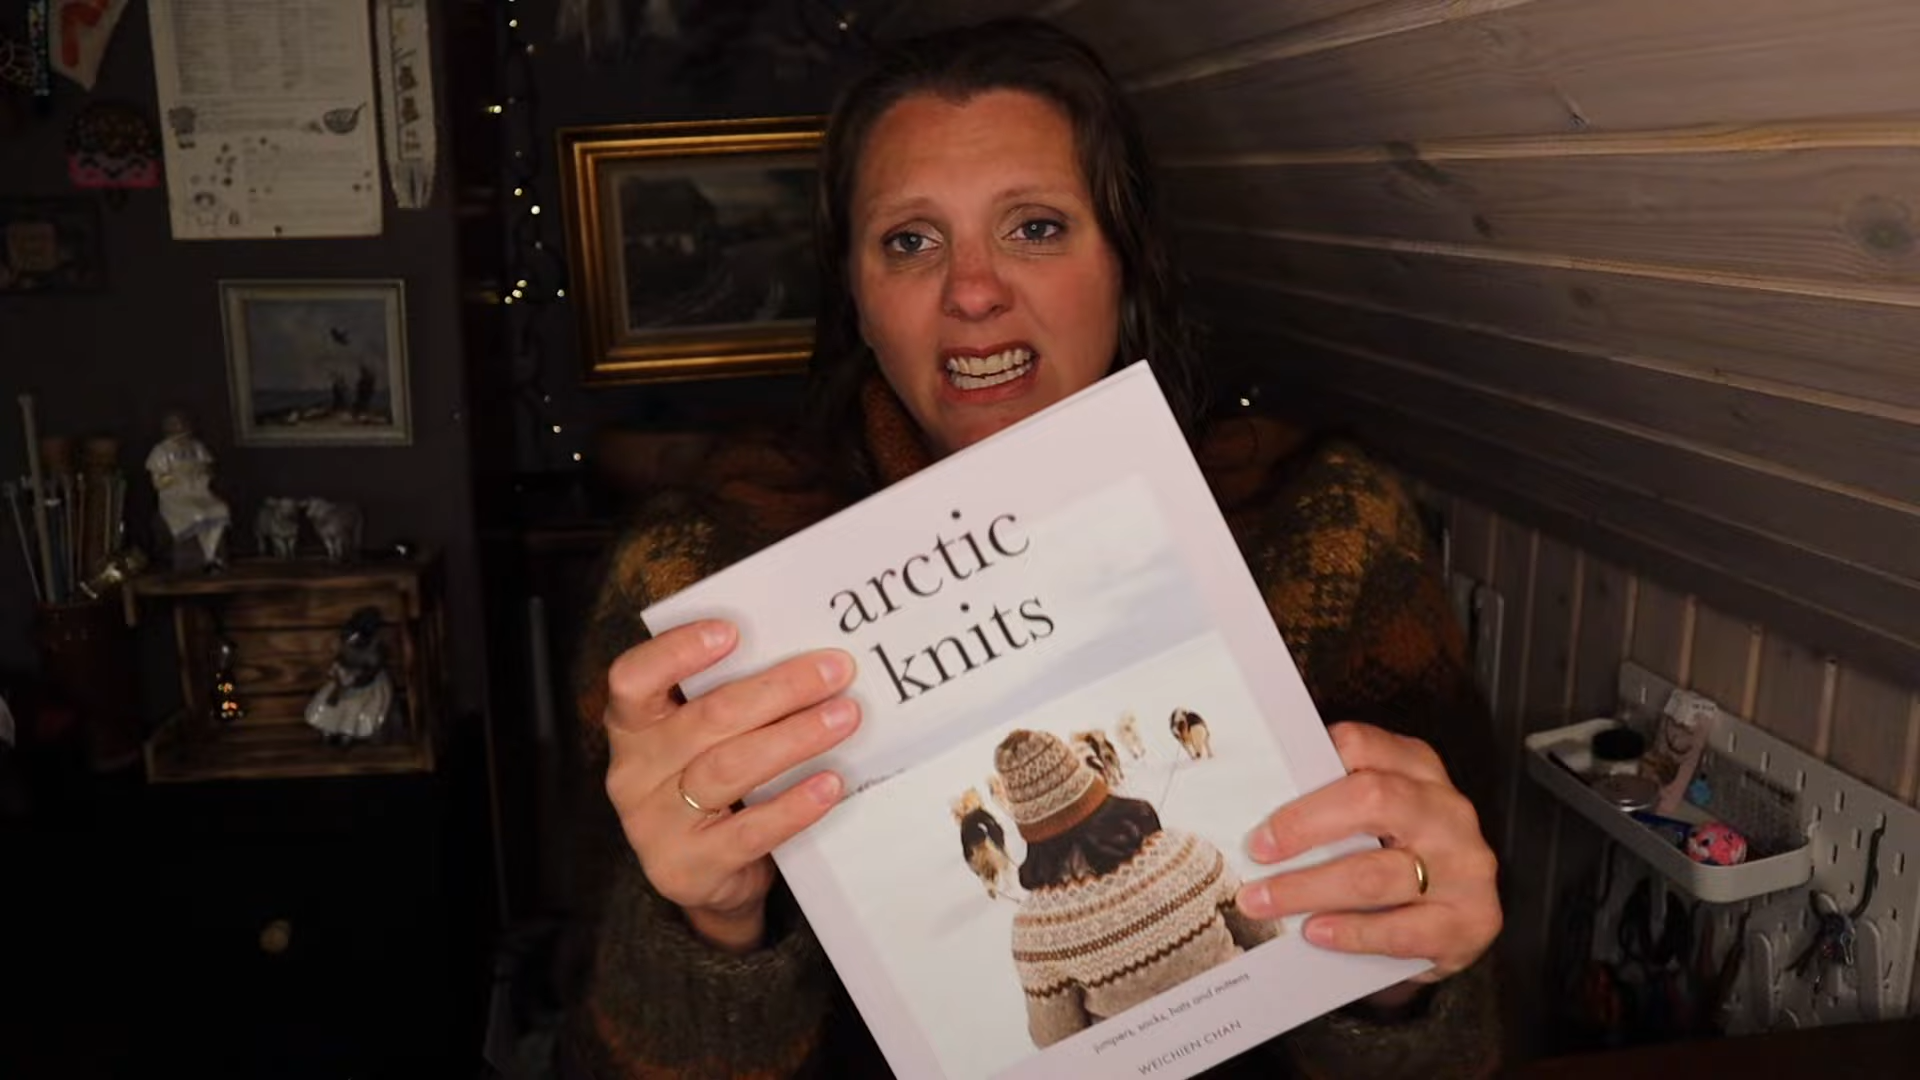 arctic
knits
jumpers, socks, hats and mittens
WEICHIEN CHAN